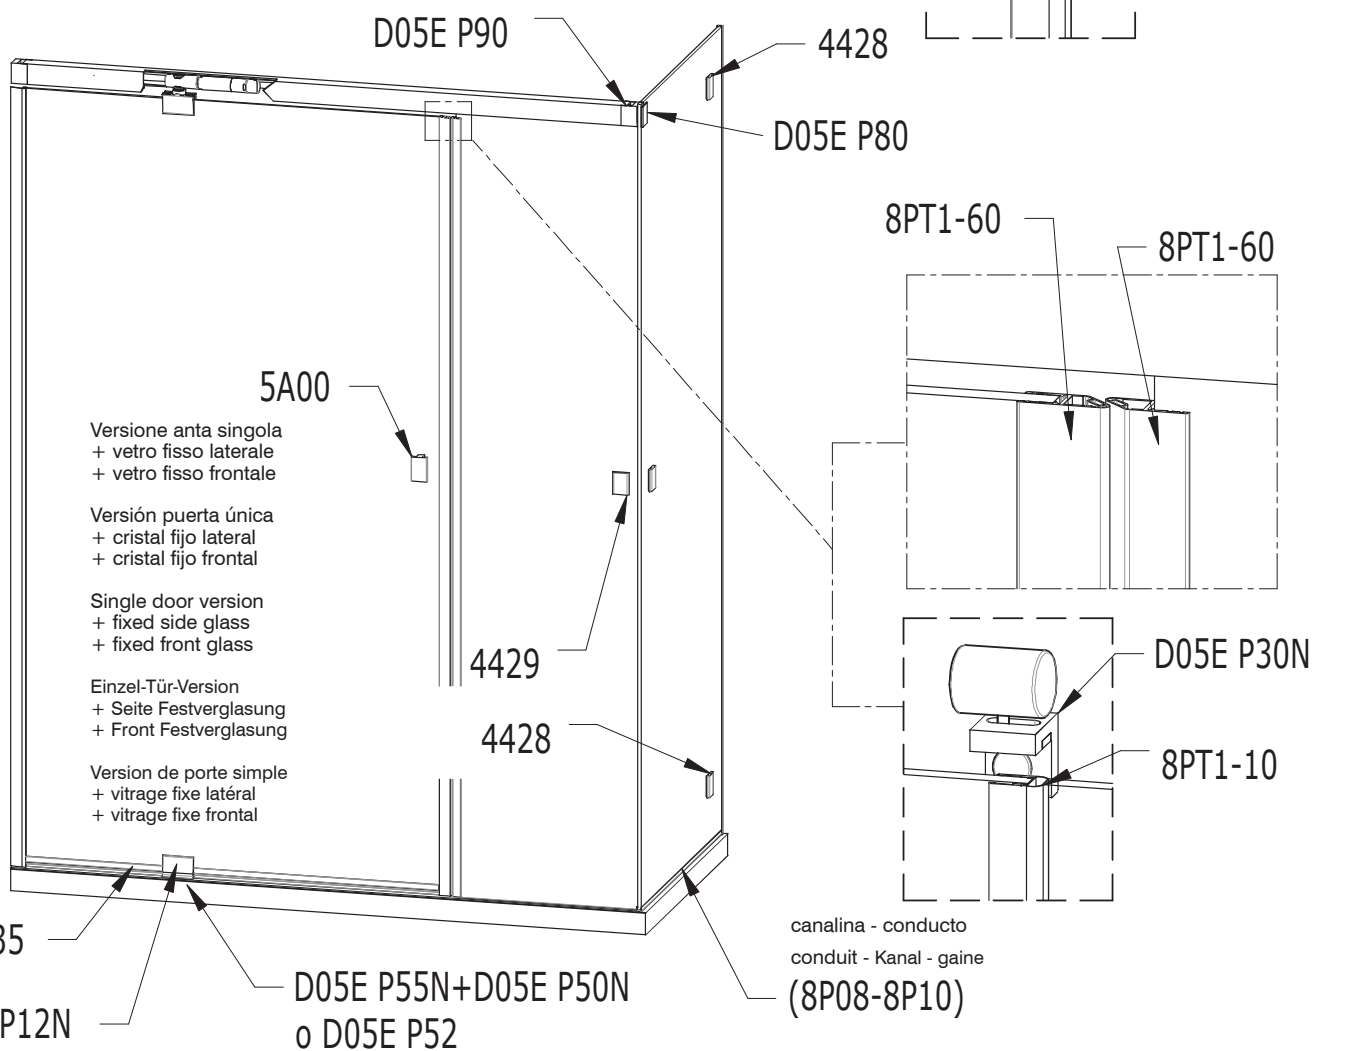 D05E P90
4428
D05E P80
8PT1-60
8PT1-60
5A00
Versione anta singola
+ vetro fisso laterale
+ vetro fisso frontale
Versión puerta única
+ cristal fijo lateral
+ cristal fijo frontal
Single door version
+ fixed side glass
+ fixed front glass
Einzel-Tür-Version
+ Seite Festverglasung
+ Front Festverglasung
Version de porte simple
+ vitrage fixe latéral
+ vitrage fixe frontal
4429
4428
D05E P30N
8PT1-10
canalina - conducto
conduit - Kanal - gaine
(8P08-8P10)
35
P12N
D05E P55N+D05E P50N
o D05E P52